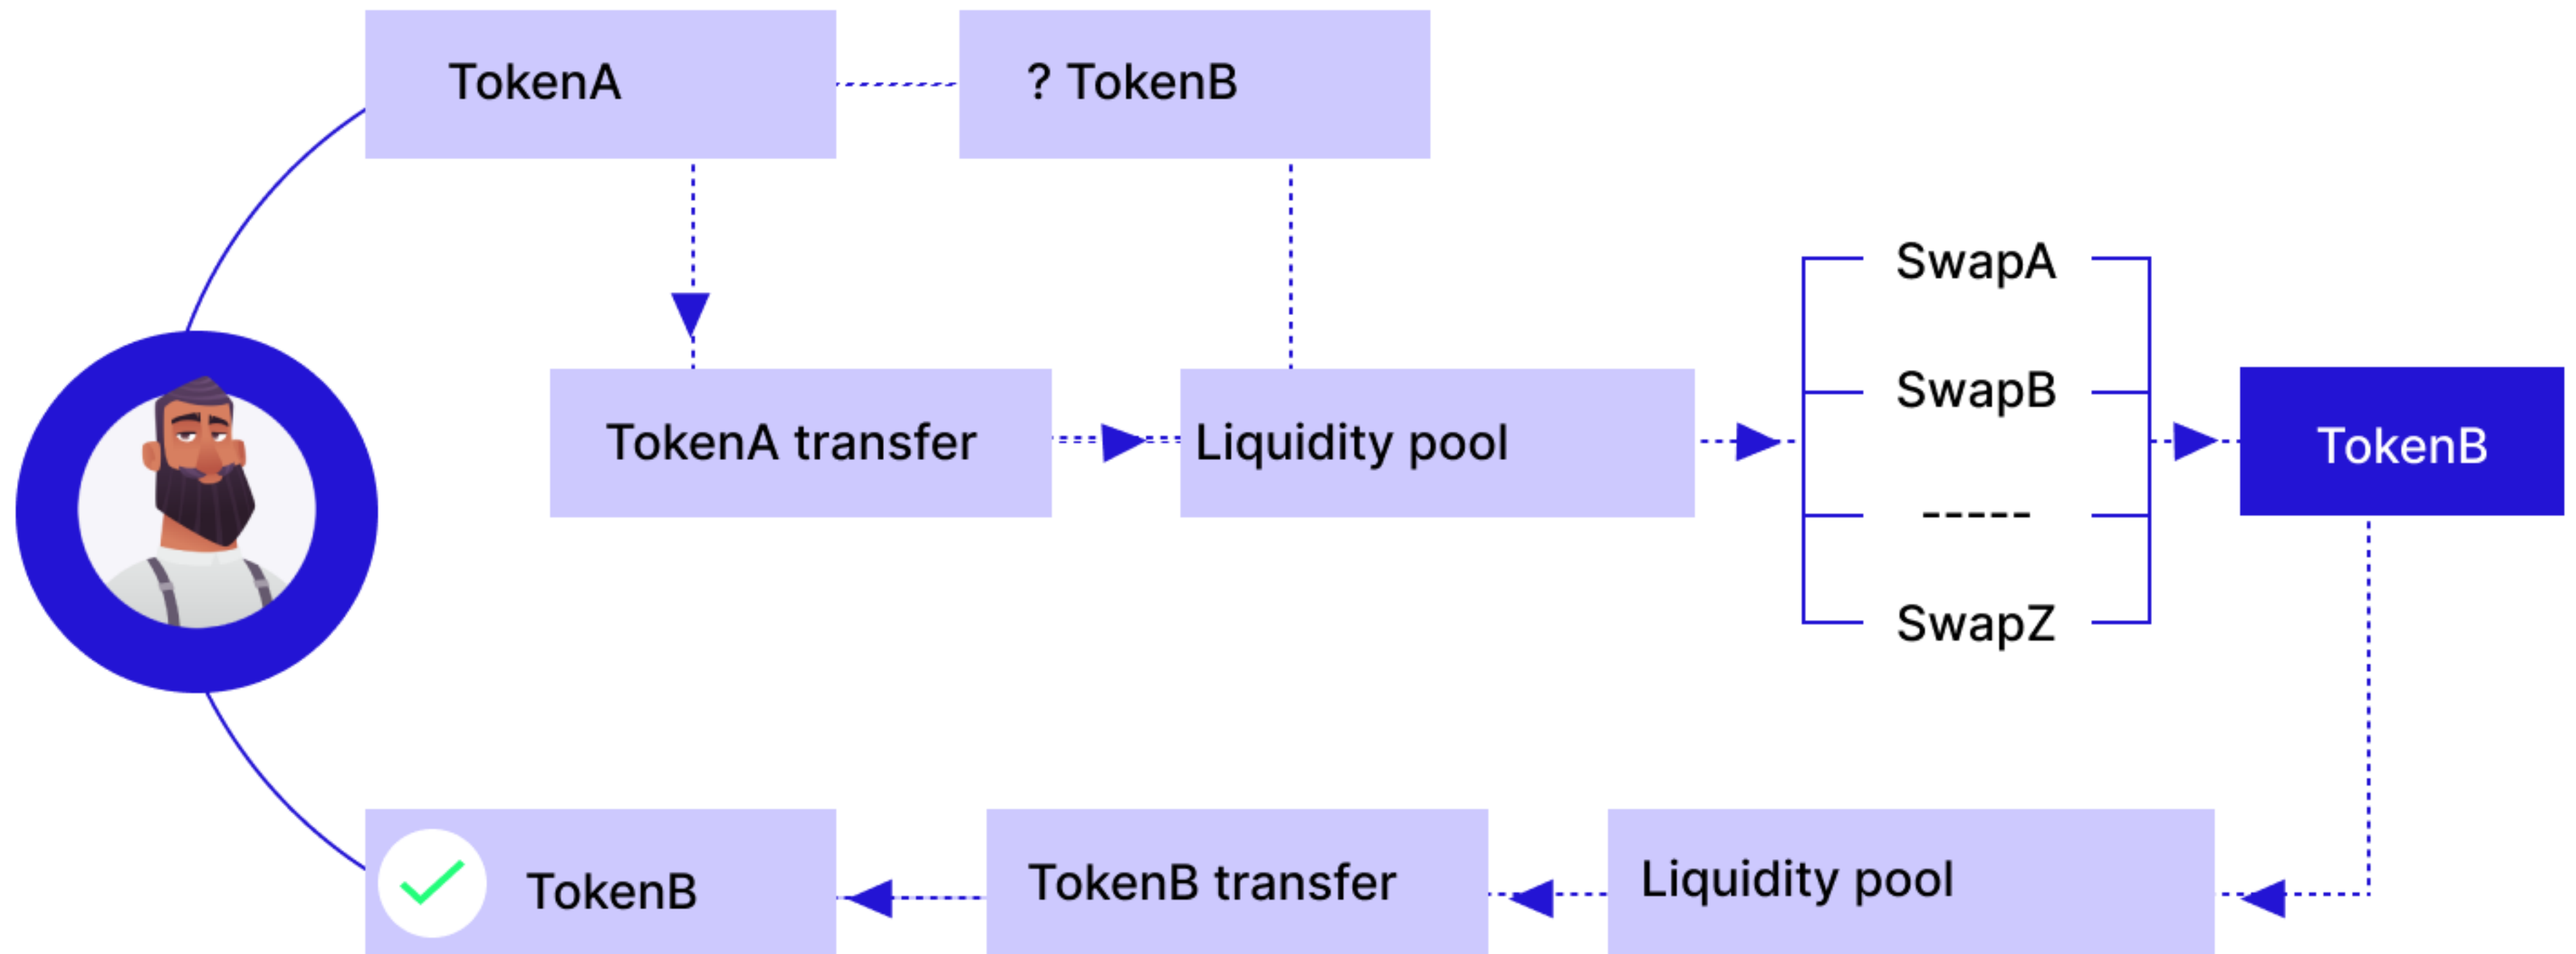 TokenA
? TokenB
SwapA
SwapB
TokenA transfer
Liquidity pool
TokenB
-----
SwapZ
TokenB
TokenB transfer
Liquidity pool